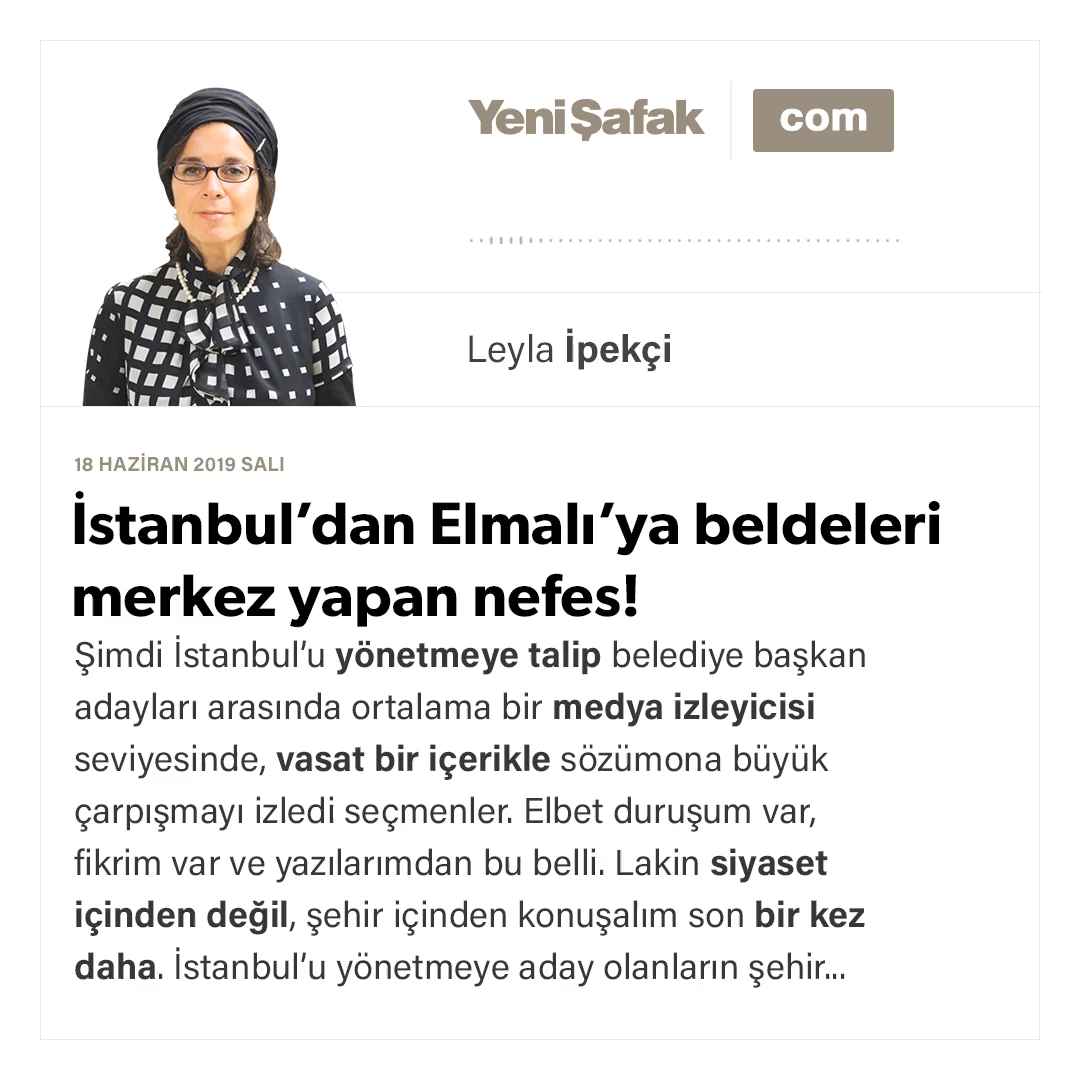 YeniŞafak com
Leyla İpekçi
18 HAZİRAN 2019 SALI
İstanbul’dan Elmalı’ya beldeleri
merkez yapan nefes!
Şimdi İstanbul’u yönetmeye talip belediye başkan
adayları arasında ortalama bir medya izleyicisi
seviyesinde, vasat bir içerikle sözümona büyük
çarpışmayı izledi seçmenler. Elbet duruşum var,
fikrim var ve yazılarımdan bu belli. Lakin siyaset
içinden değil, şehir içinden konuşalım son bir kez
daha. İstanbul’u yönetmeye aday olanların şehir...